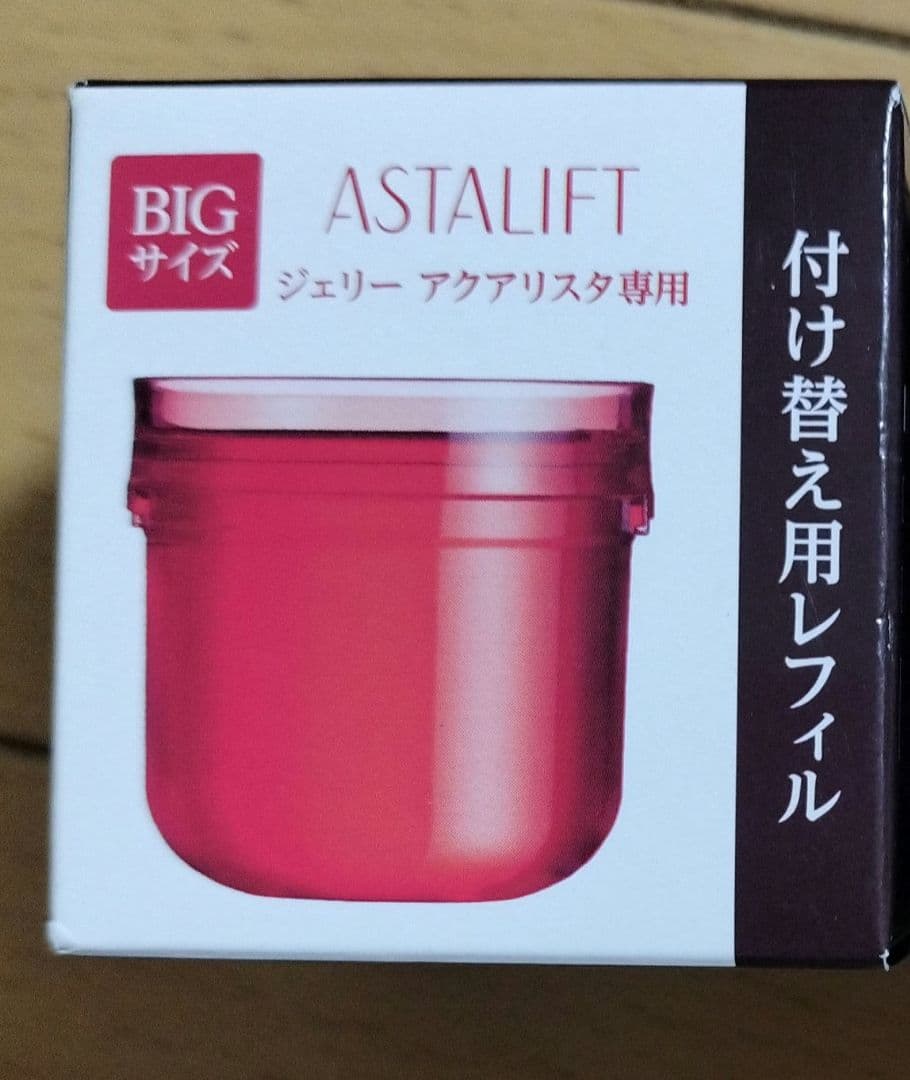 BIG
サイズ
ASTALIFT
ジェリー アクアリスタ専用
付け替え用レフィル